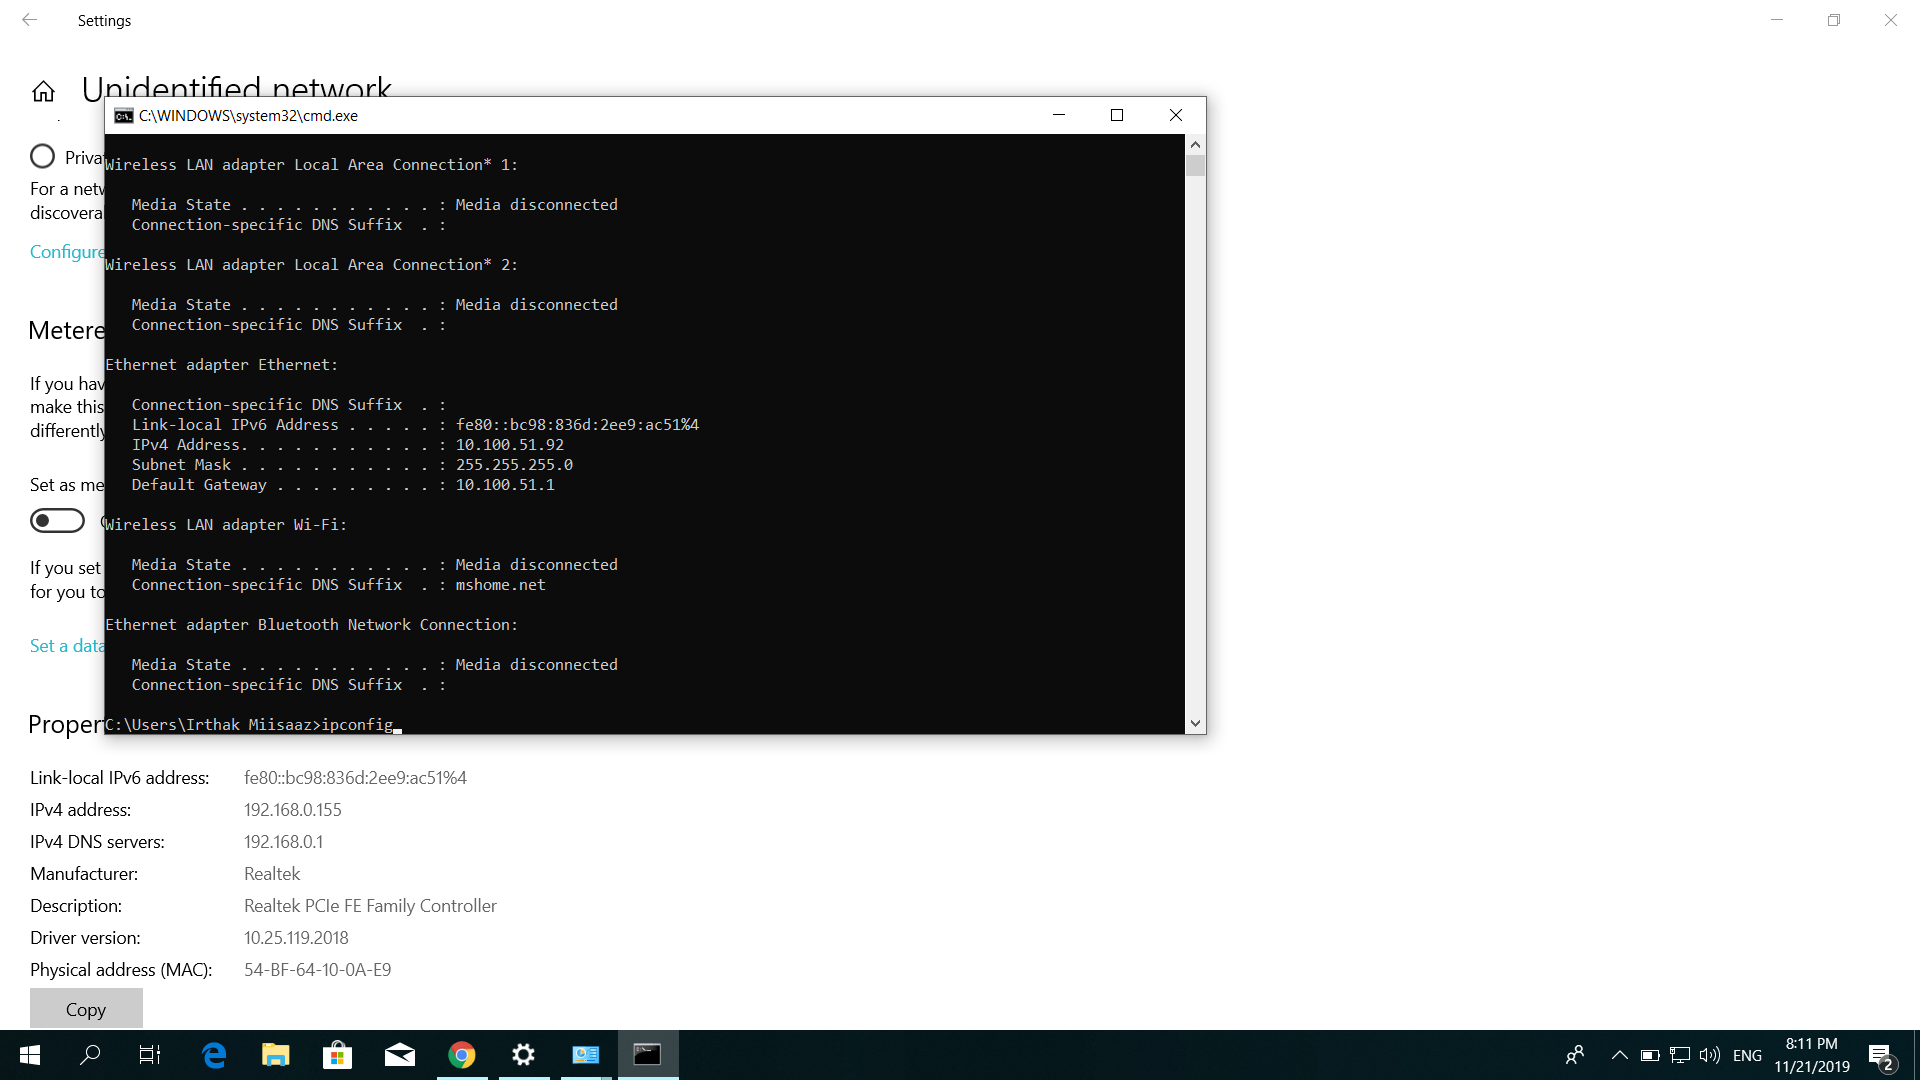 Settings
Unidentified network
C:\WINDOWS\system32\cmd.exe
Wireless LAN adapter Local Area Connection* 1:
Media State . . . . . . . . . . . : Media disconnected
Connection-specific DNS Suffix  . :
Wireless LAN adapter Local Area Connection* 2:
Media State . . . . . . . . . . . : Media disconnected
Connection-specific DNS Suffix  . :
Ethernet adapter Ethernet:
Connection-specific DNS Suffix  . :
Link-local IPv6 Address . . . . . : fe80::bc98:836d:2ee9:ac51%4
IPv4 Address. . . . . . . . . . . : 10.100.51.92
Subnet Mask . . . . . . . . . . . : 255.255.255.0
Default Gateway . . . . . . . . . : 10.100.51.1
Wireless LAN adapter Wi-Fi:
Media State . . . . . . . . . . . : Media disconnected
Connection-specific DNS Suffix  . : mshome.net
Ethernet adapter Bluetooth Network Connection:
Media State . . . . . . . . . . . : Media disconnected
Connection-specific DNS Suffix  . :
C:\Users\Irthak Miisaaz>ipconfig
Priva
For a netw
discovera
Configure
Metere
If you hav
make this
differently
Set as me
If you set
for you to
Set a data
Proper
Link-local IPv6 address: fe80::bc98:836d:2ee9:ac51%4
IPv4 address: 192.168.0.155
IPv4 DNS servers: 192.168.0.1
Manufacturer: Realtek
Description: Realtek PCIe FE Family Controller
Driver version: 10.25.119.2018
Physical address (MAC): 54-BF-64-10-0A-E9
Copy
ENG
8:11 PM
11/21/2019
2